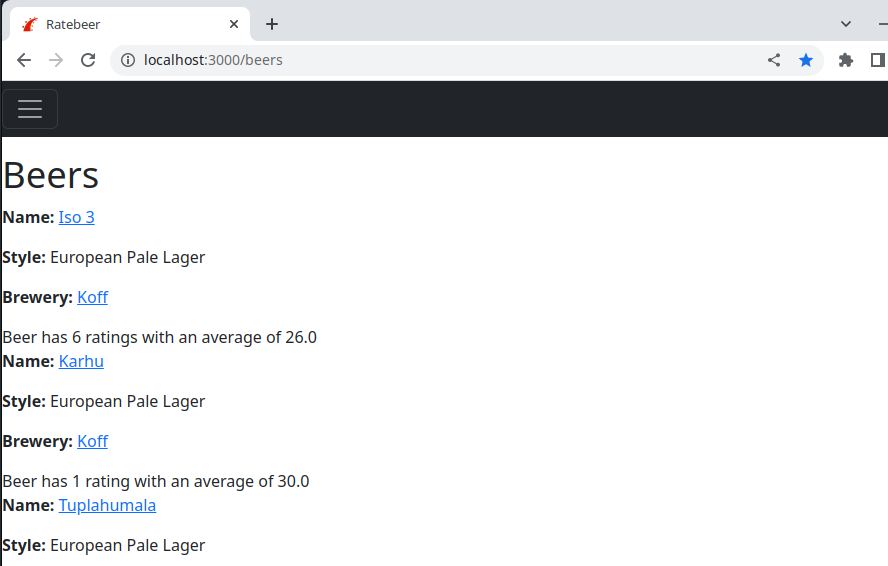 Ratebeer
localhost:3000/beers
Beers
Name: Iso 3
Style: European Pale Lager
Brewery: Koff
Beer has 6 ratings with an average of 26.0
Name: Karhu
Style: European Pale Lager
Brewery: Koff
Beer has 1 rating with an average of 30.0
Name: Tuplahumala
Style: European Pale Lager